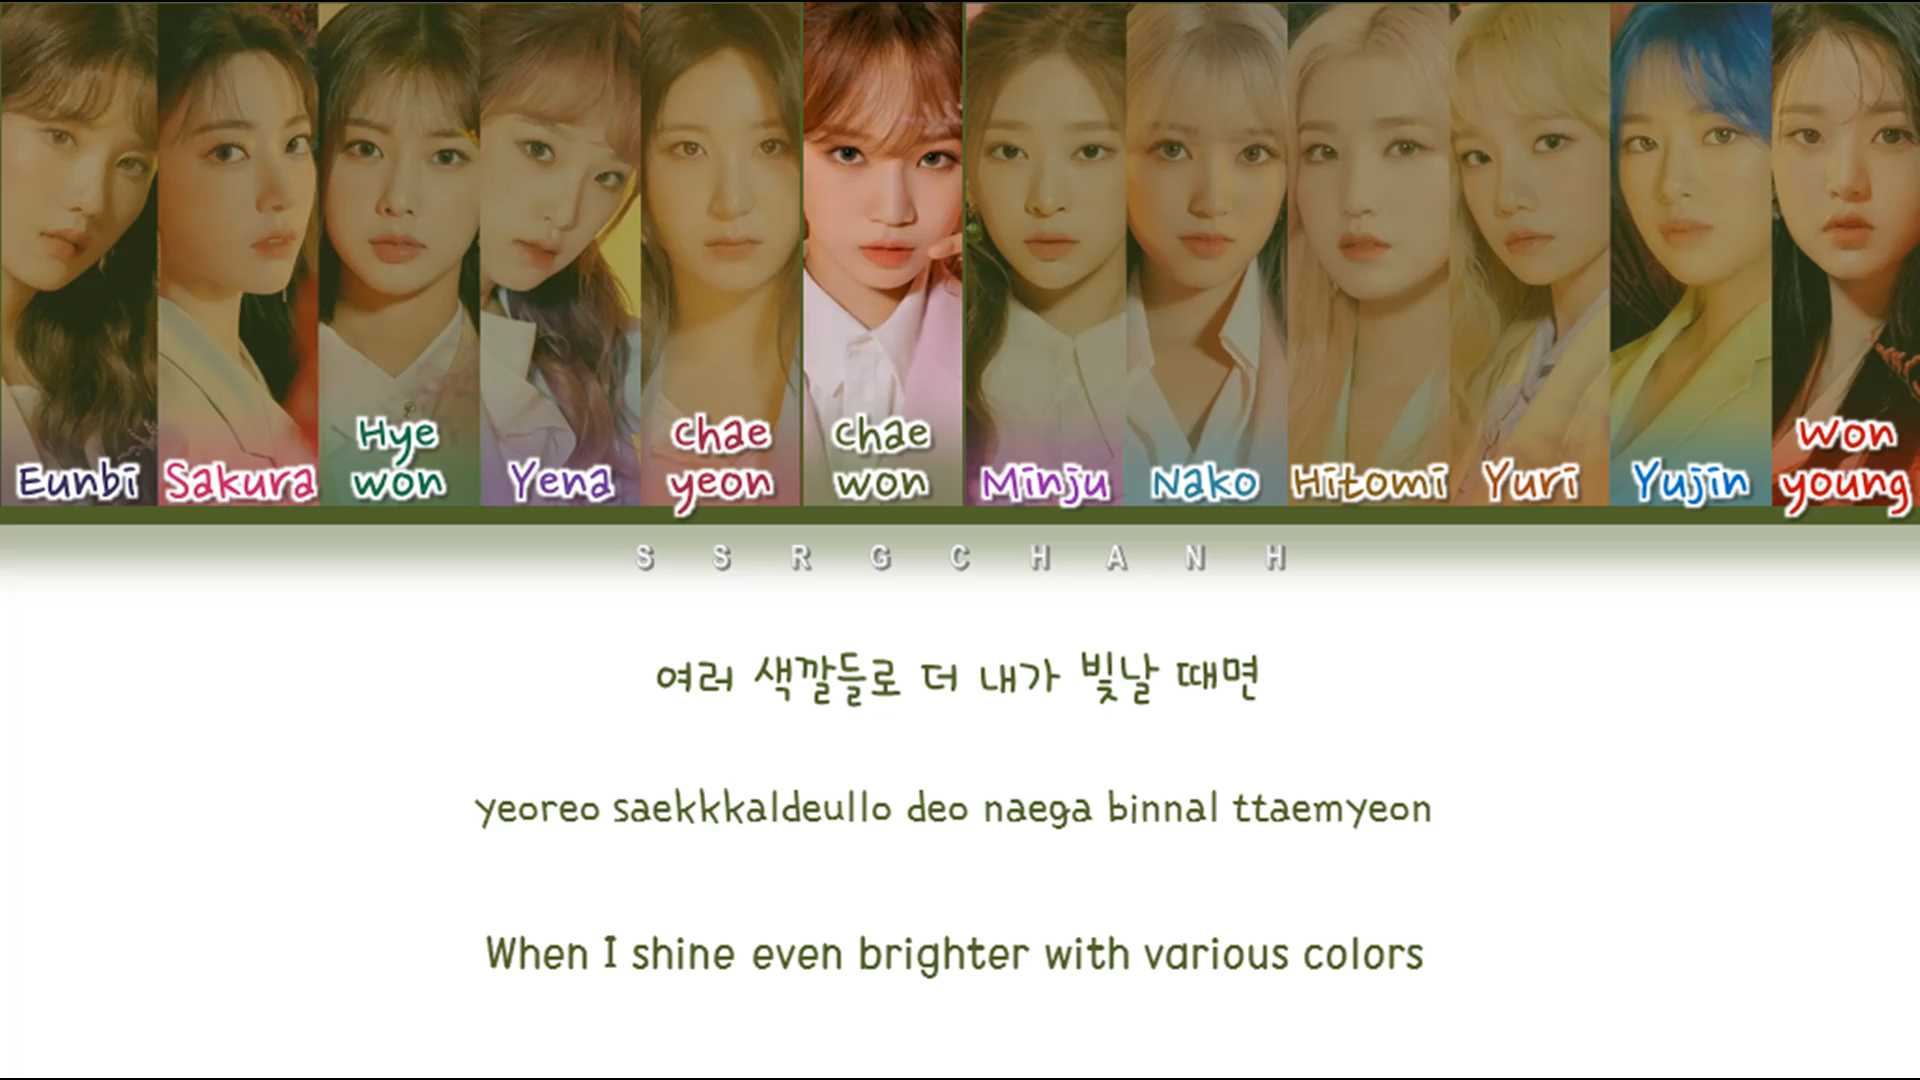 Eunbi
Sakura
Hye
won
Yena
chae
yeon
chae
won
Minju
Nako
Hitomi
Yuri
Yujin
Won
young
S S R G C H A N H
여러 색깔들로 더 내가 빛날 때면
yeoreo saekkkaldeullo deo naega binnal ttaemyeon
When I shine even brighter with various colors